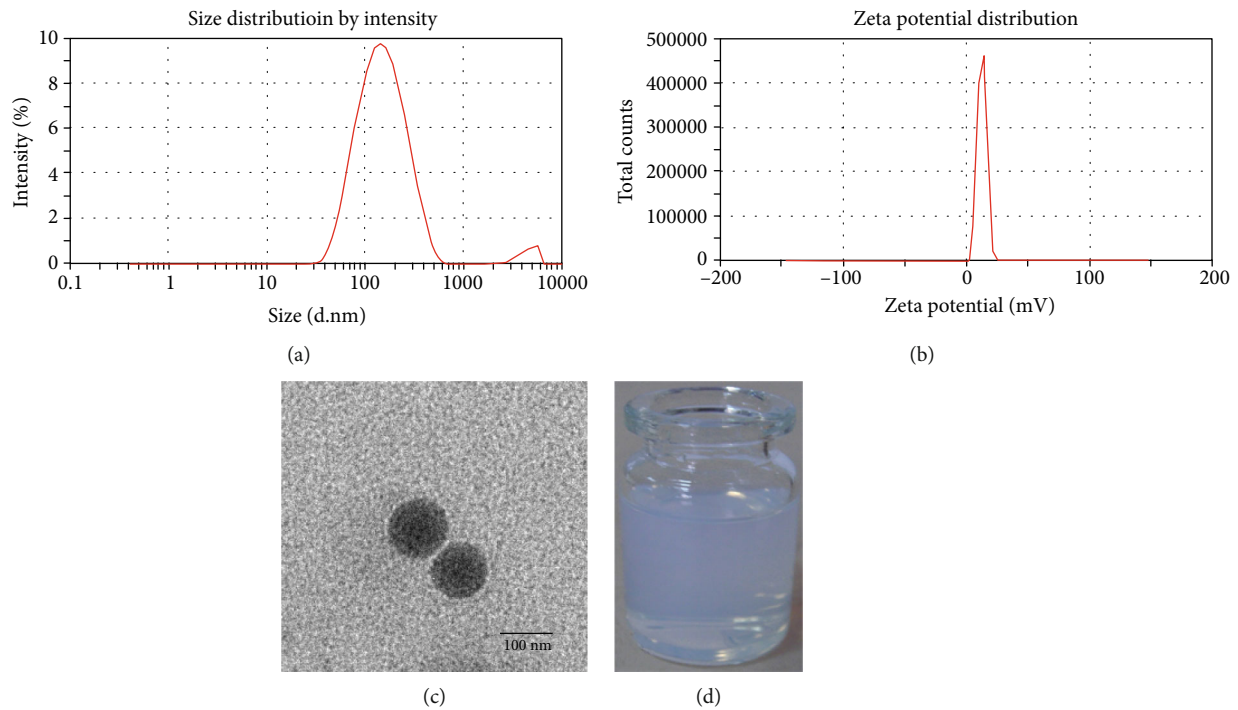 Size distributioin by intensity
10
8
6
4
2
0
Intensity (%)
0.1 1 10 100 1000 10000
Size (d.nm)
(a)
Zeta potential distribution
500000
400000
300000
200000
100000
0
Total counts
−200 −100 0 100 200
Zeta potential (mV)
(b)
100 nm
(c)
(d)